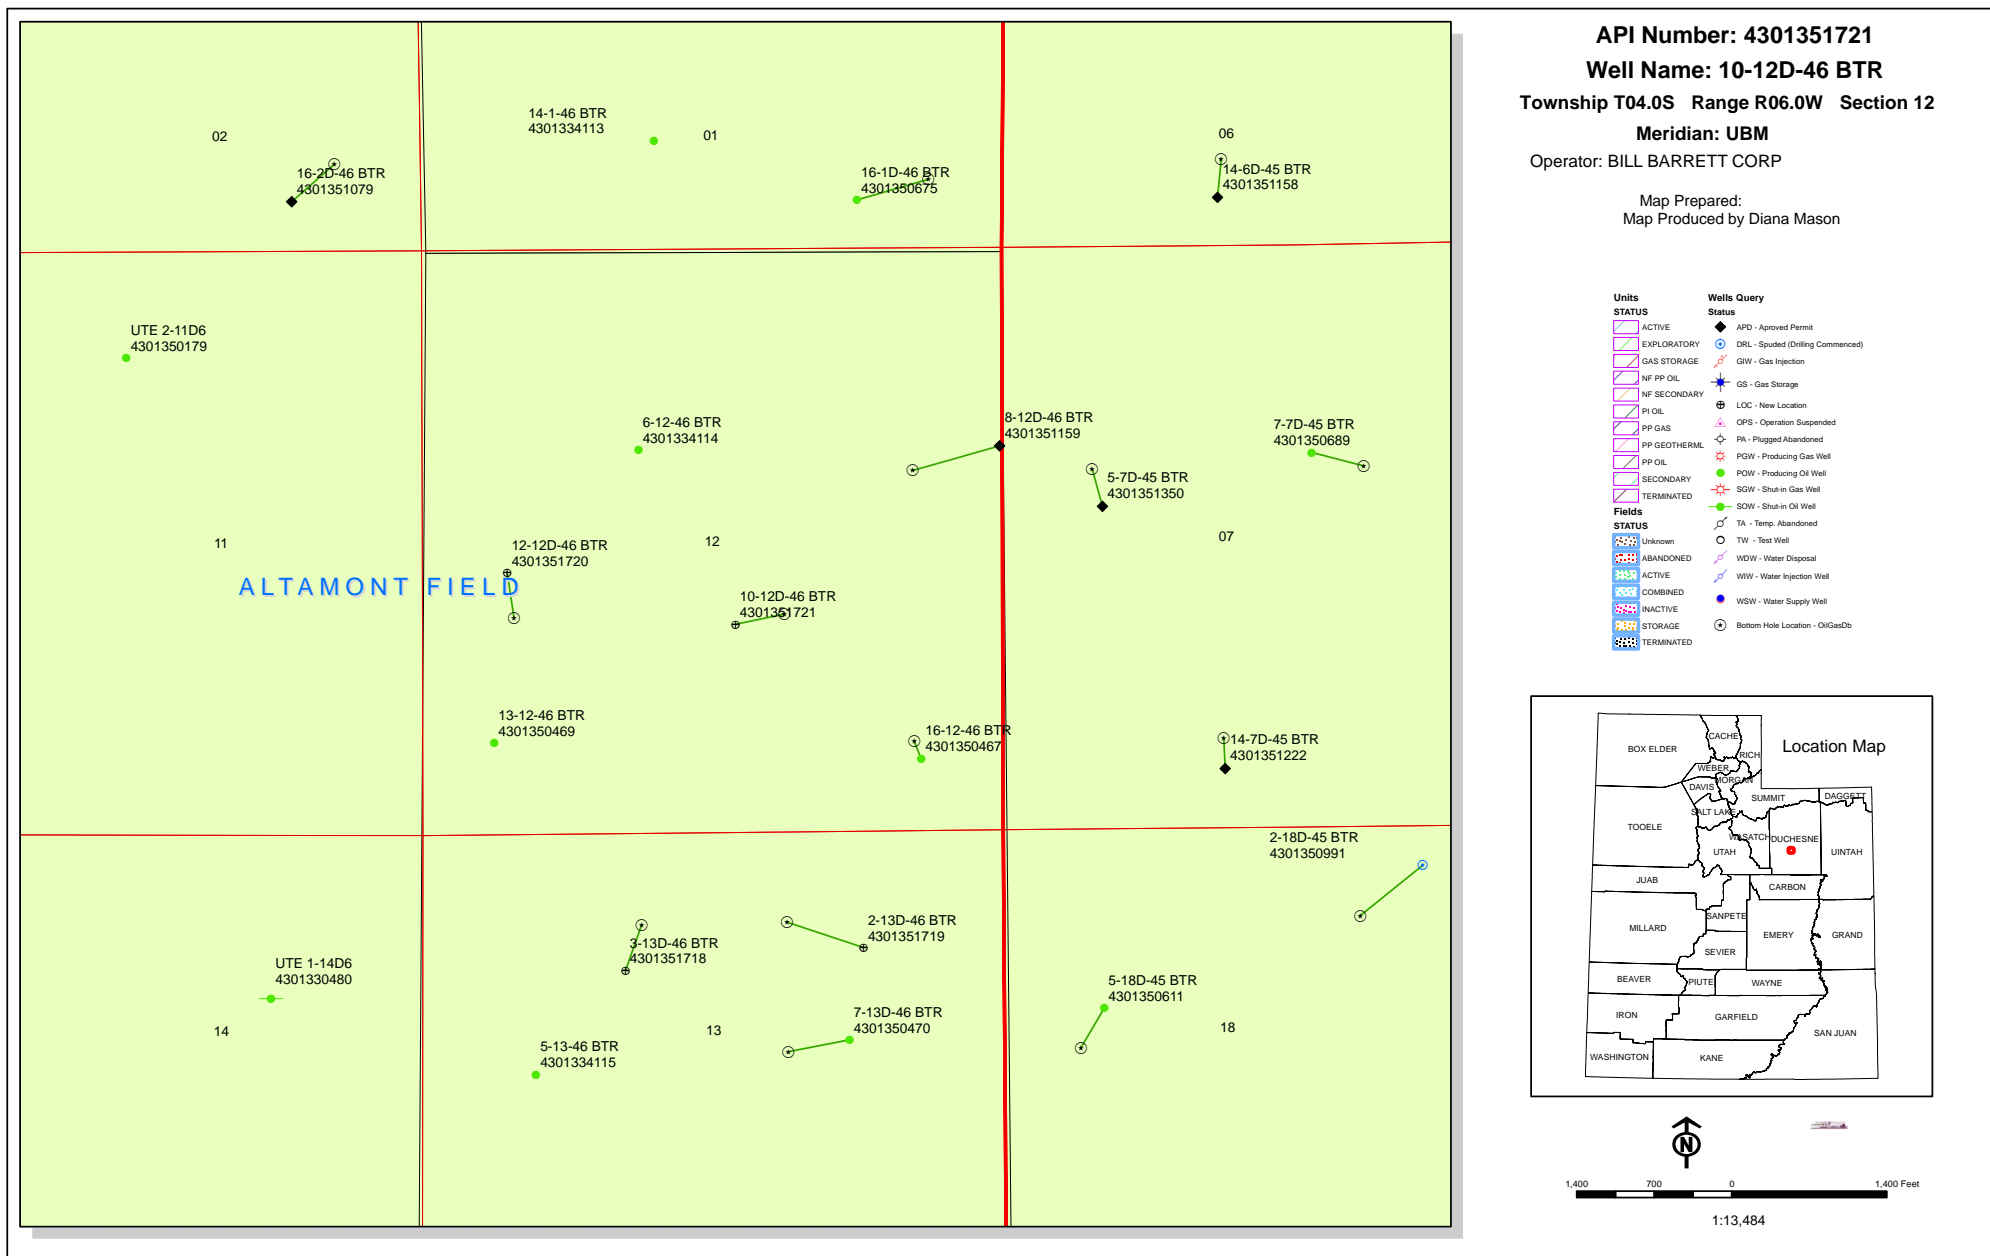 API Number: 4301351721
Well Name: 10-12D-46 BTR
Township T04.0S Range R06.0W Section 12
Meridian: UBM
Operator: BILL BARRETT CORP
Map Prepared:
Map Produced by Diana Mason
02
16-2D-46 BTR
4301351079
14-1-46 BTR
4301334113
01
16-1D-46 BTR
4301350675
06
14-6D-45 BTR
4301351158
UTE 2-11D6
4301350179
6-12-46 BTR
4301334114
8-12D-46 BTR
4301351159
7-7D-45 BTR
4301350689
5-7D-45 BTR
4301351350
11
12-12D-46 BTR
4301351720
12
07
ALTAMONT FIELD
10-12D-46 BTR
4301351721
13-12-46 BTR
4301350469
16-12-46 BTR
4301350467
14-7D-45 BTR
4301351222
2-18D-45 BTR
4301350991
2-13D-46 BTR
4301351719
3-13D-46 BTR
4301351718
UTE 1-14D6
4301330480
5-18D-45 BTR
4301350611
7-13D-46 BTR
4301350470
14
13
18
5-13-46 BTR
4301334115
Units
STATUS
ACTIVE
EXPLORATORY
GAS STORAGE
NF PP OIL
NF SECONDARY
PI OIL
PP GAS
PP GEOTHERML
PP OIL
SECONDARY
TERMINATED
Fields
STATUS
Unknown
ABANDONED
ACTIVE
COMBINED
INACTIVE
STORAGE
TERMINATED
Wells Query
Status
APD - Aproved Permit
DRL - Spuded (Drilling Commenced)
GIW - Gas Injection
GS - Gas Storage
LOC - New Location
OPS - Operation Suspended
PA - Plugged Abandoned
PGW - Producing Gas Well
POW - Producing Oil Well
SGW - Shut-in Gas Well
SOW - Shut-in Oil Well
TA - Temp. Abandoned
TW - Test Well
WDW - Water Disposal
WIW - Water Injection Well
WSW - Water Supply Well
Bottom Hole Location - OilGasDb
Location Map
BOX ELDER
CACHE
RICH
WEBER
MORGAN
DAVIS
SUMMIT
DAGGETT
SALT LAKE
TOOELE
WASATCH
DUCHESNE
UTAH
UINTAH
JUAB
CARBON
SANPETE
MILLARD
EMERY
GRAND
SEVIER
BEAVER
PIUTE
WAYNE
IRON
GARFIELD
SAN JUAN
WASHINGTON
KANE
N
1,400 700 0 1,400 Feet
1:13,484